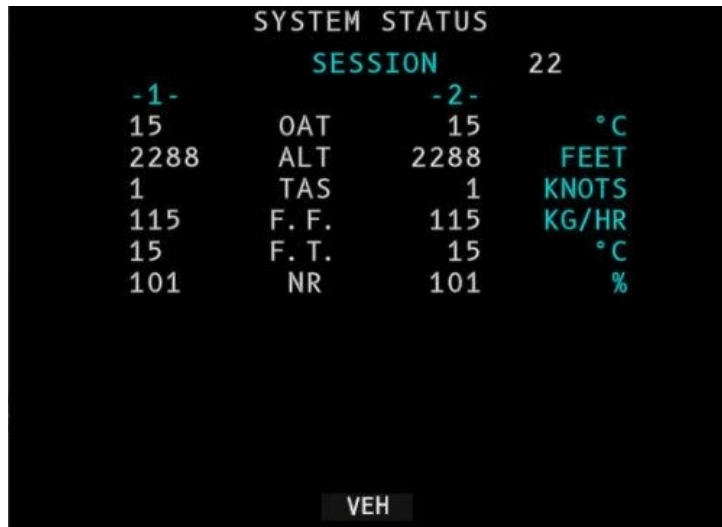 SYSTEM STATUS
SESSION 22
-1- -2-
15 OAT 15 °C
2288 ALT 2288 FEET
1 TAS 1 KNOTS
115 F.F. 115 KG/HR
15 F.T. 15 °C
101 NR 101 %
VEH